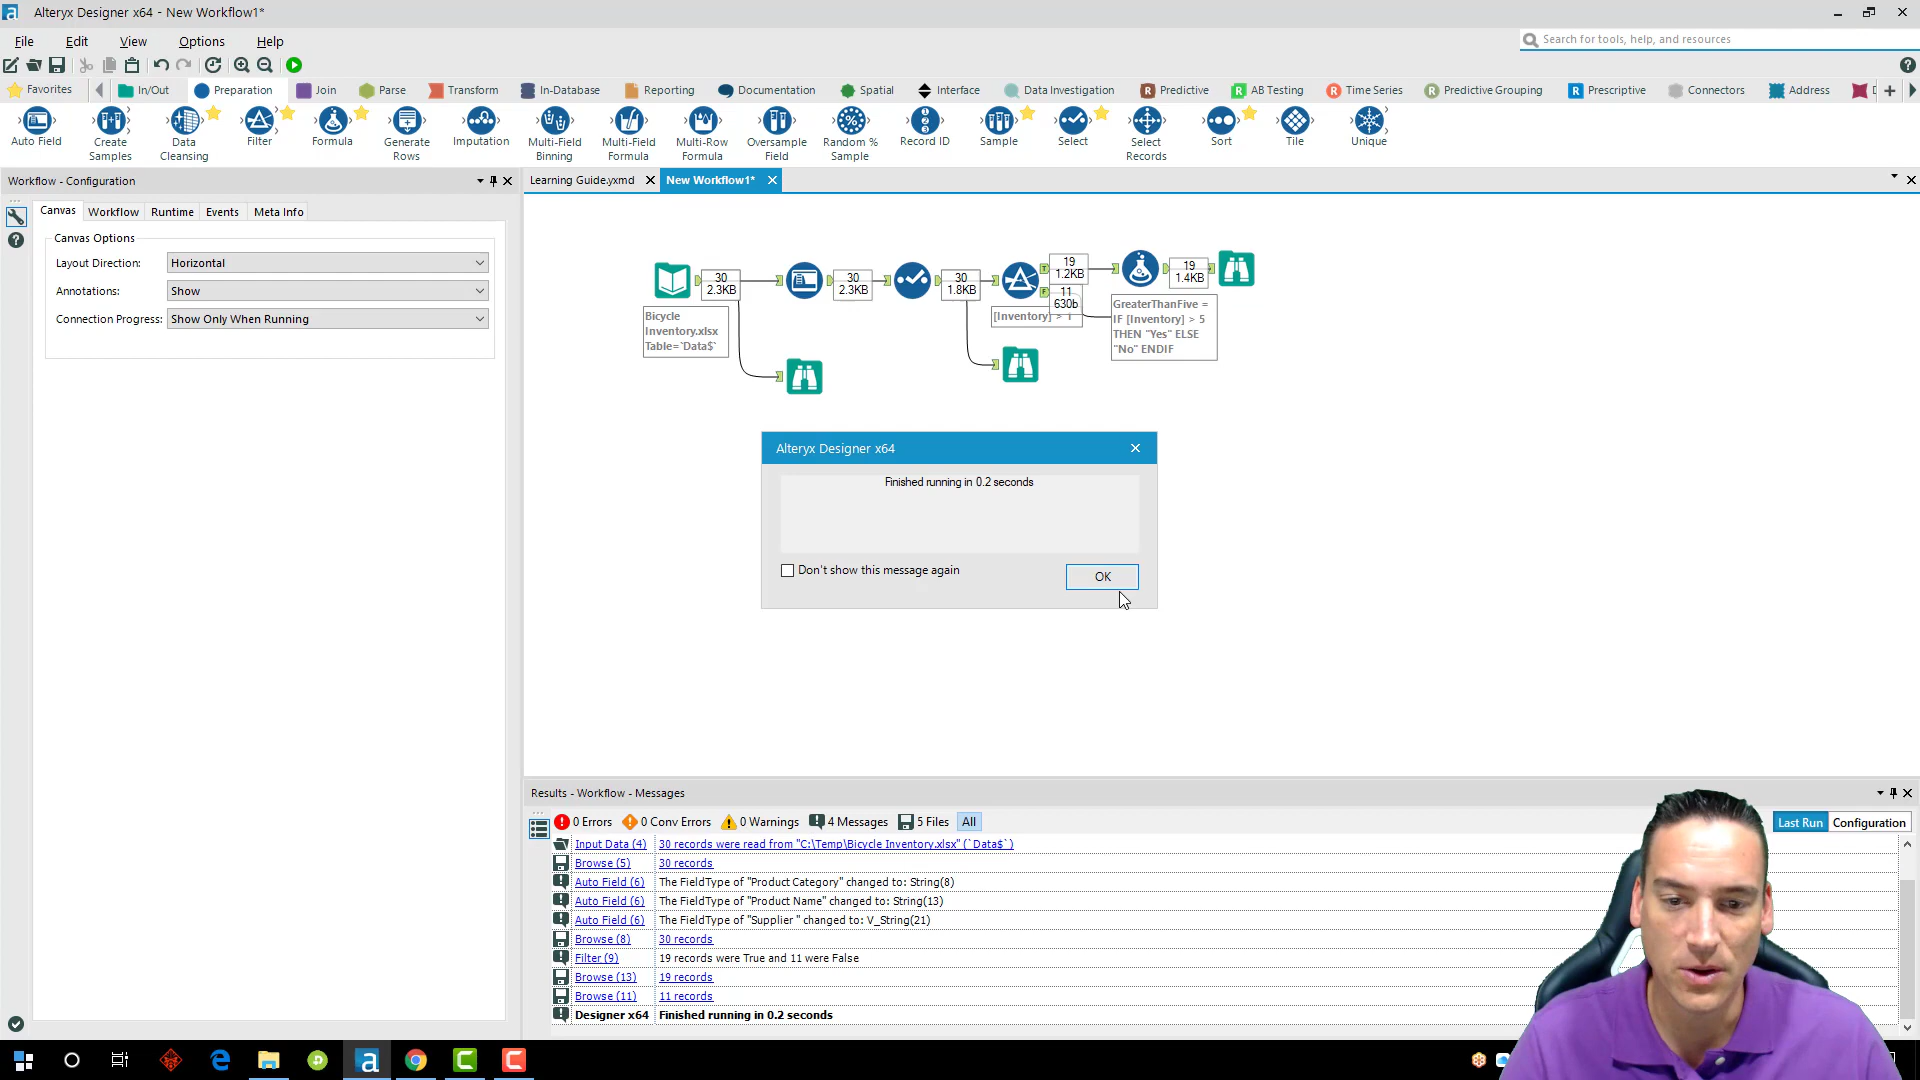 Alteryx Designer x64 - New Workflow1*
File Edit View Options Help
Search for tools, help, and resources
Favorites In/Out Preparation Join Parse Transform In-Database Reporting Documentation Spatial Interface Data Investigation Predictive AB Testing Time Series Predictive Grouping Prescriptive Connectors Address
Auto Field
Create Samples
Data Cleansing
Filter
Formula
Generate Rows
Imputation
Multi-Field Binning
Multi-Field Formula
Multi-Row Formula
Oversample Field
Random % Sample
Record ID
Sample
Select
Select Records
Sort
Tile
Unique
Workflow - Configuration
Learning Guide.yxmd New Workflow1*
Canvas Workflow Runtime Events Meta Info
Canvas Options
Layout Direction: Horizontal
Annotations: Show
Connection Progress: Show Only When Running
30
2.3KB
30
2.3KB
30
1.8KB
T
19
1.2KB
F
11
630b
19
1.4KB
Bicycle
Inventory.xlsx
Table=`Data$`
[Inventory] > 1
GreaterThanFive =
IF [Inventory] > 5
THEN "Yes" ELSE
"No" ENDIF
Alteryx Designer x64
Finished running in 0.2 seconds
Don't show this message again
OK
Results - Workflow - Messages
0 Errors 0 Conv Errors 0 Warnings 4 Messages 5 Files All
Last Run Configuration
Input Data (4) 30 records were read from "C:\Temp\Bicycle Inventory.xlsx" (`Data$`)
Browse (5) 30 records
Auto Field (6) The FieldType of "Product Category" changed to: String(8)
Auto Field (6) The FieldType of "Product Name" changed to: String(13)
Auto Field (6) The FieldType of "Supplier " changed to: V_String(21)
Browse (8) 30 records
Filter (9) 19 records were True and 11 were False
Browse (13) 19 records
Browse (11) 11 records
Designer x64 Finished running in 0.2 seconds